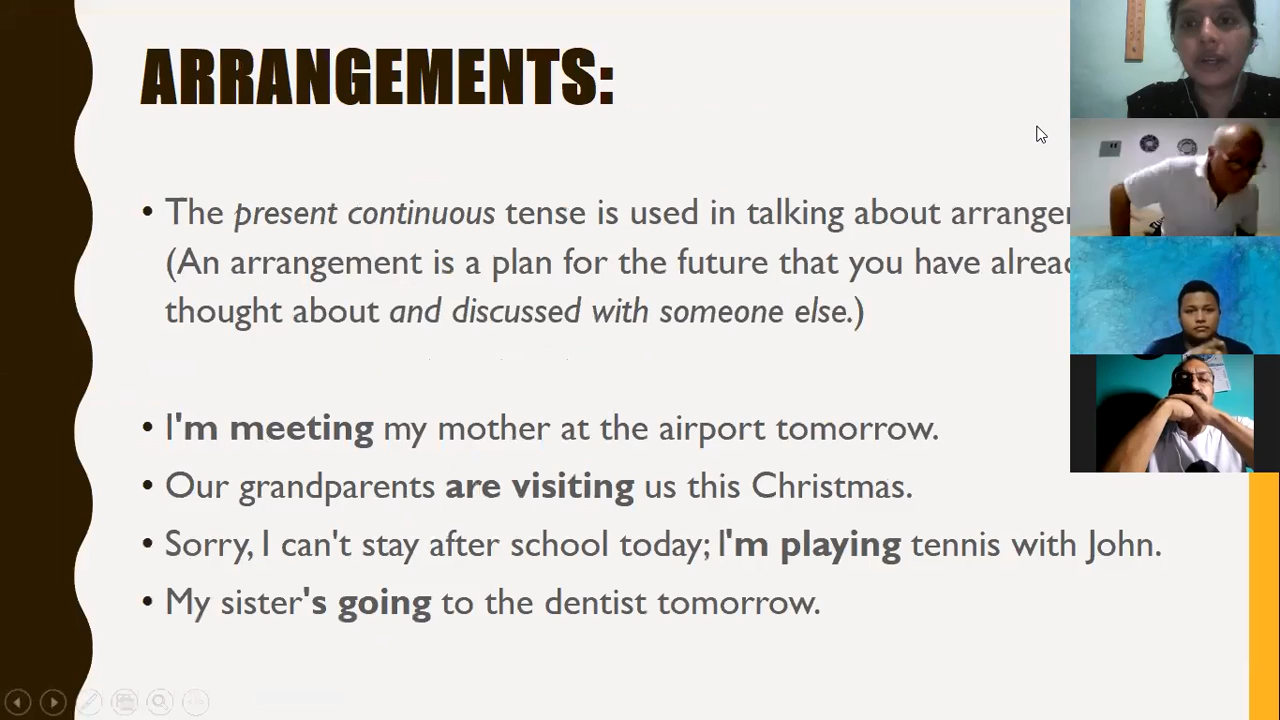 ARRANGEMENTS:
• The present continuous tense is used in talking about
(An arrangement is a plan for the future that you have
thought about and discussed with someone else.)
• I'm meeting my mother at the airport tomorrow.
• Our grandparents are visiting us this Christmas.
• Sorry, I can't stay after school today; I'm playing tennis with John.
• My sister's going to the dentist tomorrow.